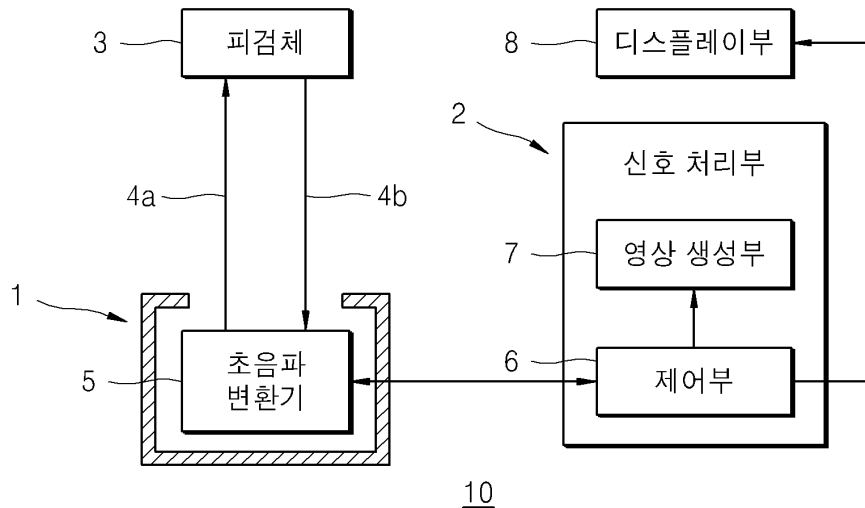 3
피검체
8
디스플레이부
2
신호 처리부
4a
4b
7
영상 생성부
1
5
초음파
변환기
6
제어부
10